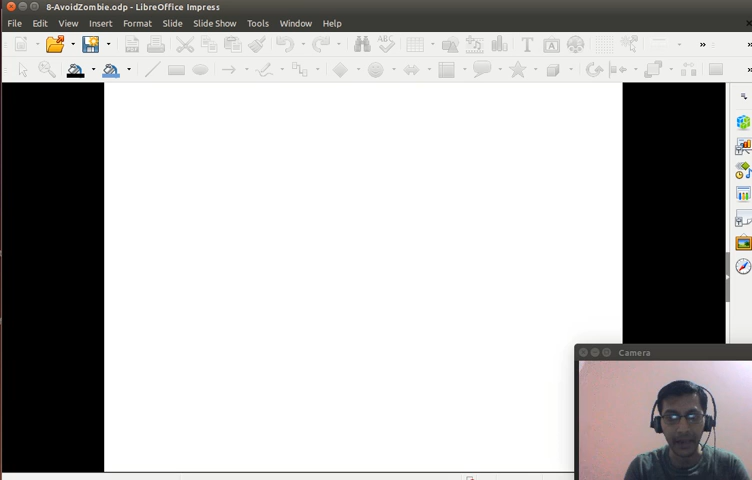 8-AvoidZombie.odp - LibreOffice Impress
File Edit View Insert Format Slide Slide Show Tools Window Help
Camera